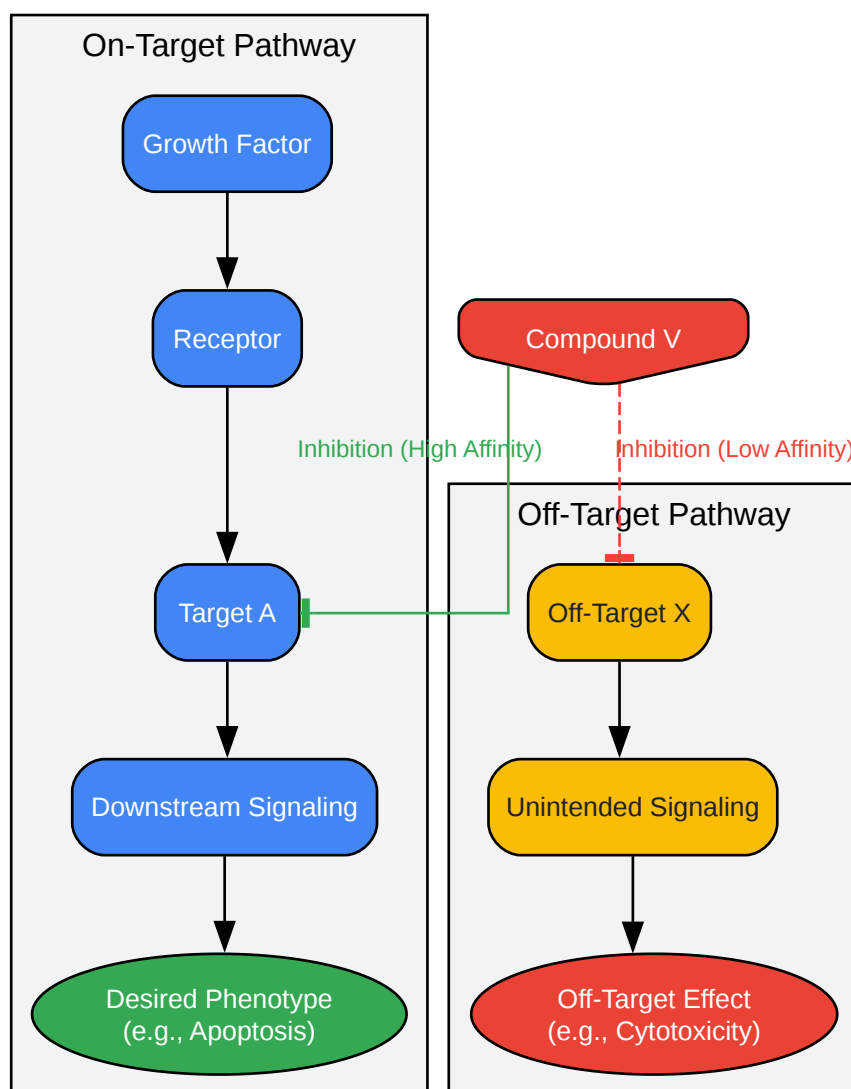 On-Target Pathway
Growth Factor
Receptor
Compound V
Inhibition (High Affinity)
Inhibition (Low Affinity)
Off-Target Pathway
Target A
Off-Target X
Downstream Signaling
Unintended Signaling
Desired Phenotype
(e.g., Apoptosis)
Off-Target Effect
(e.g., Cytotoxicity)